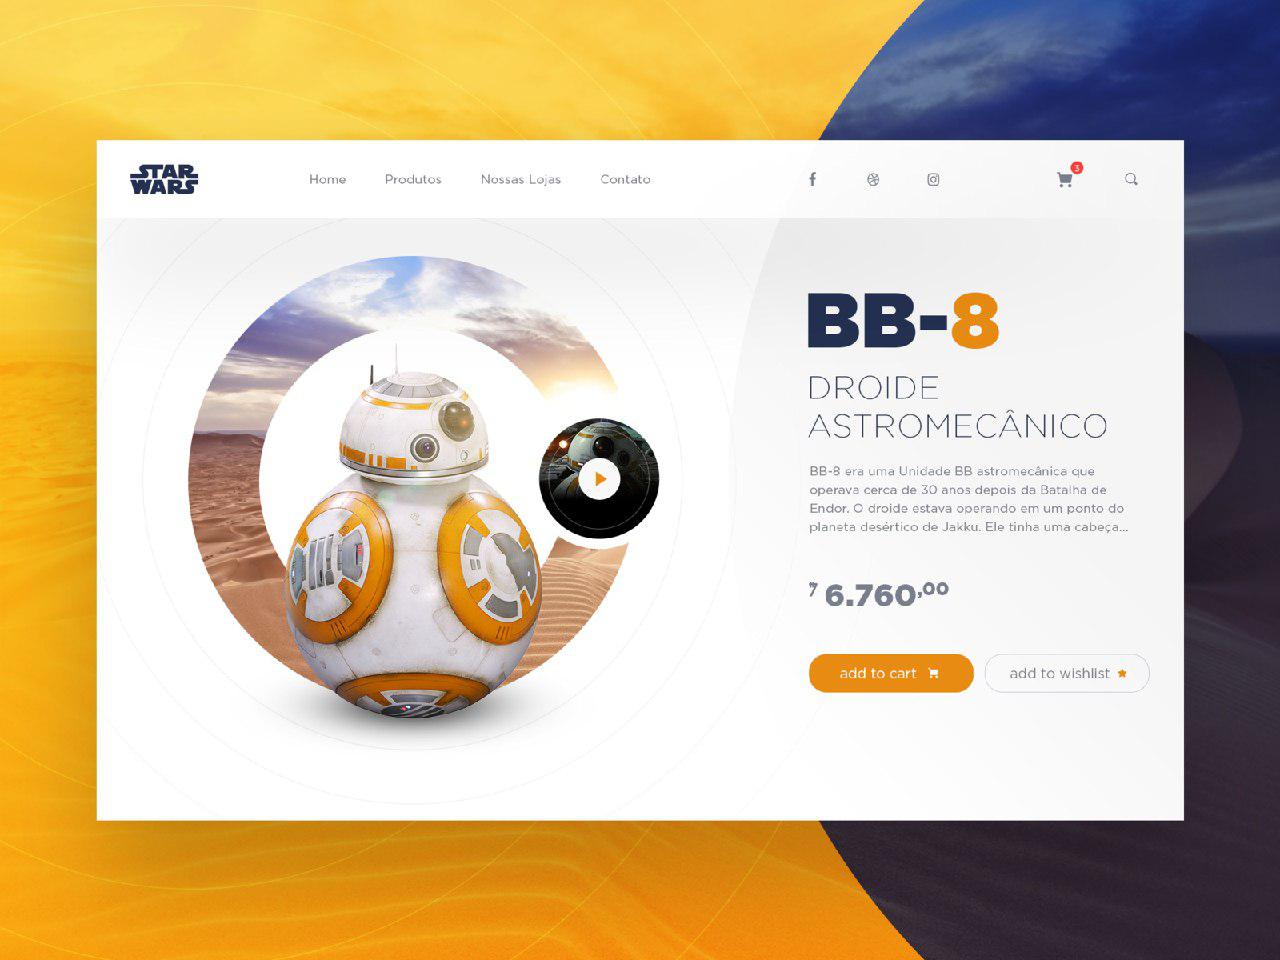 STAR
WARS
Home
Produtos
Nossas Lojas
Contato
3
BB-8
DROIDE
ASTROMECÂNICO
BB-8 era uma Unidade BB astromecânica que
operava cerca de 30 anos depois da Batalha de
Endor. O droide estava operando em um ponto do
planeta desértico de Jakku. Ele tinha uma cabeça...
6.760,00
add to cart
add to wishlist